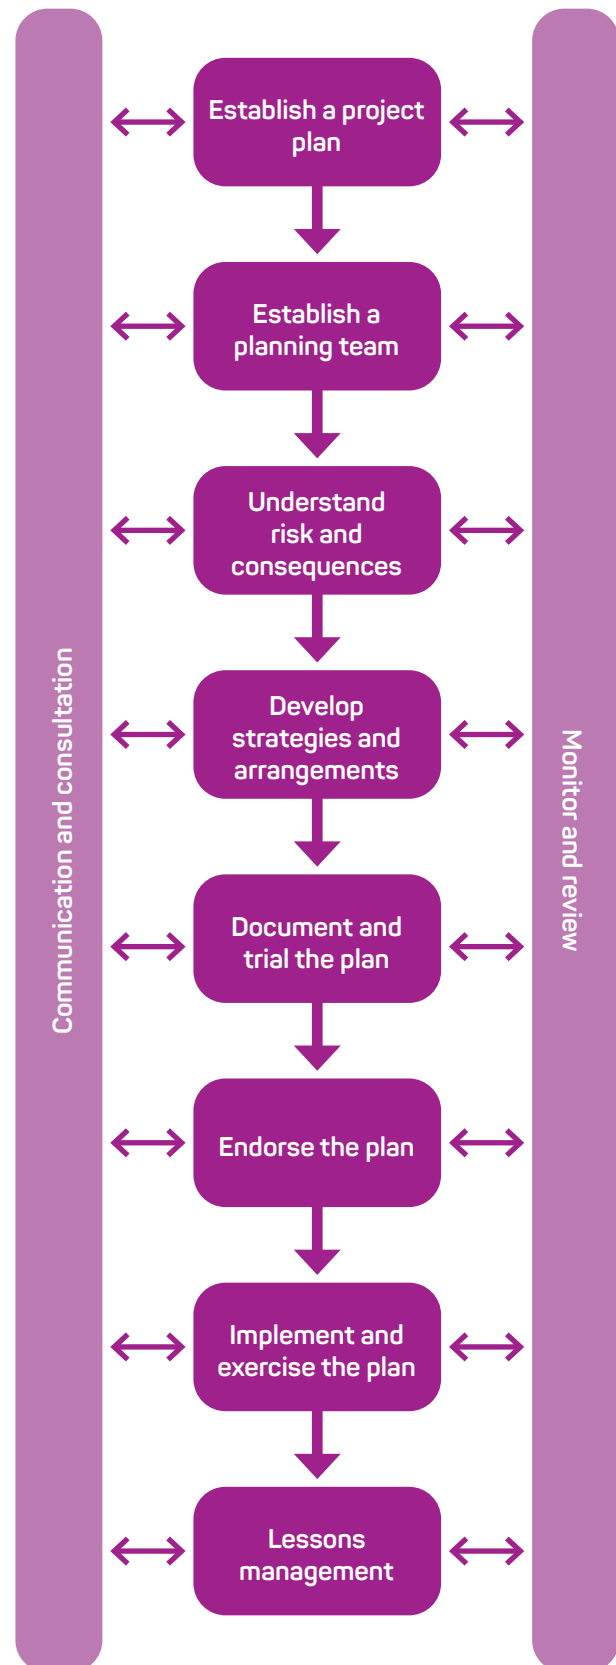 Establish a project
plan
Establish a
planning team
Understand
risk and
consequences
Develop
strategies and
arrangements
Document and
trial the plan
Endorse the plan
Implement and
exercise the plan
Lessons
management
Communication and consultation
Monitor and review